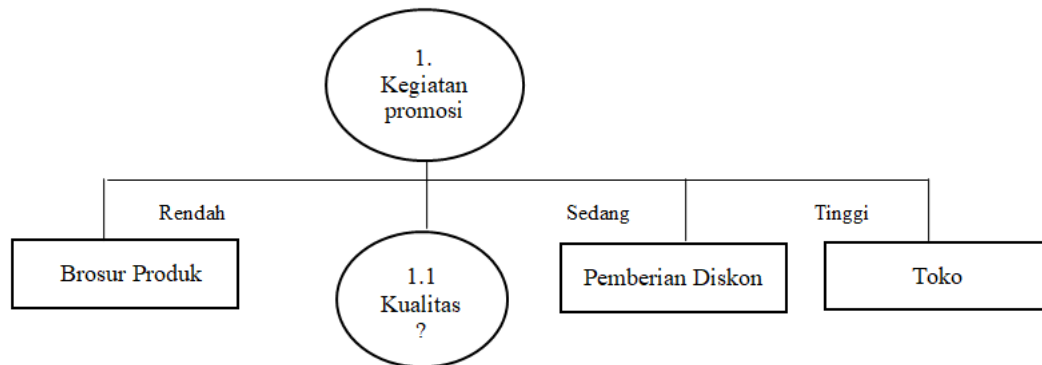 1.
Kegiatan
promosi
Rendah
Sedang
Tinggi
Brosur Produk
1.1
Kualitas
?
Pemberian Diskon
Toko